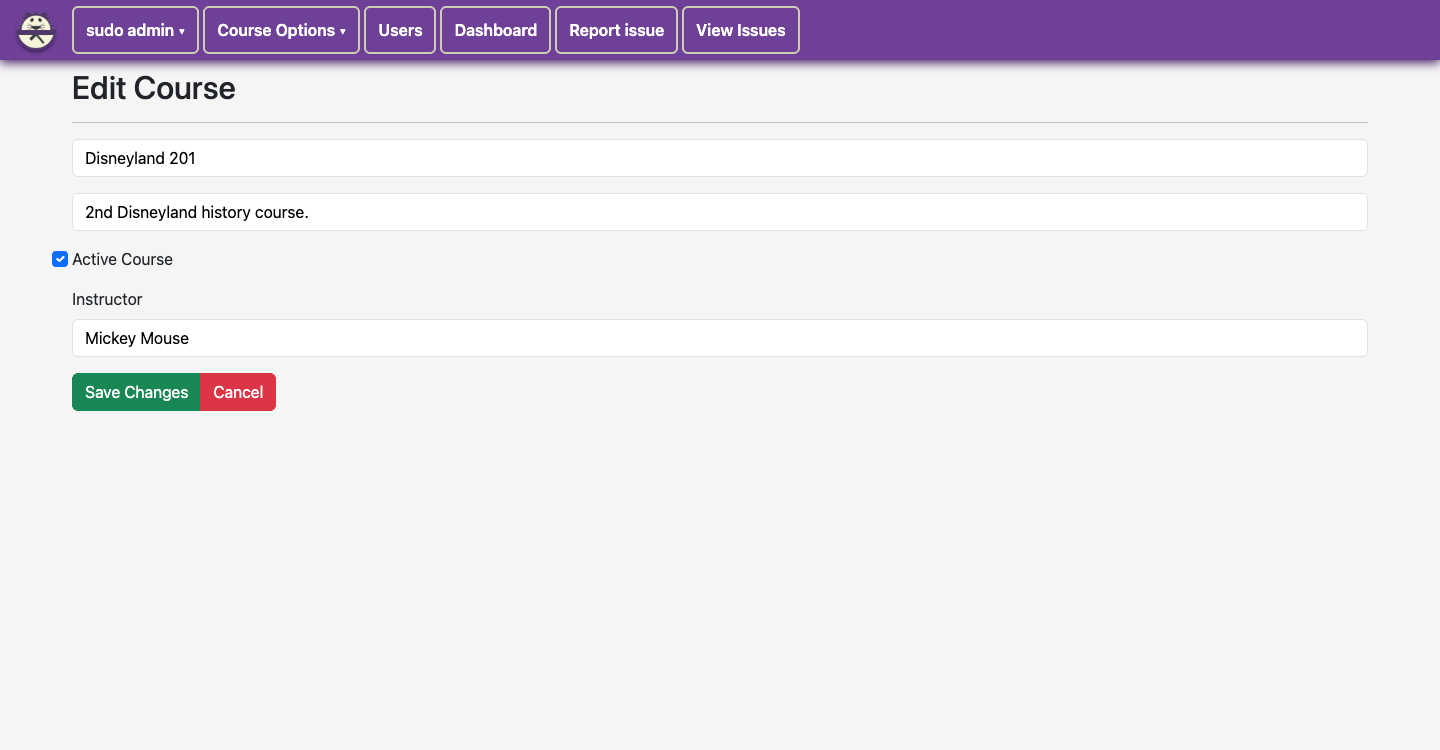 sudo admin ▾ Course Options ▾ Users Dashboard Report issue View Issues
Edit Course
Disneyland 201
2nd Disneyland history course.
Active Course
Instructor
Mickey Mouse
Save Changes Cancel